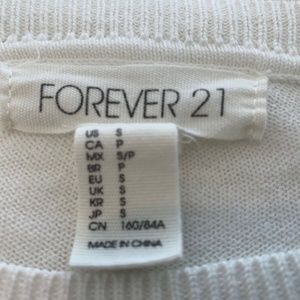 FOREVER 21
US S
CA P
MX S/P
BR P
EU S
UK S
KR S
JP S
CN 160/84A
MADE IN CHINA